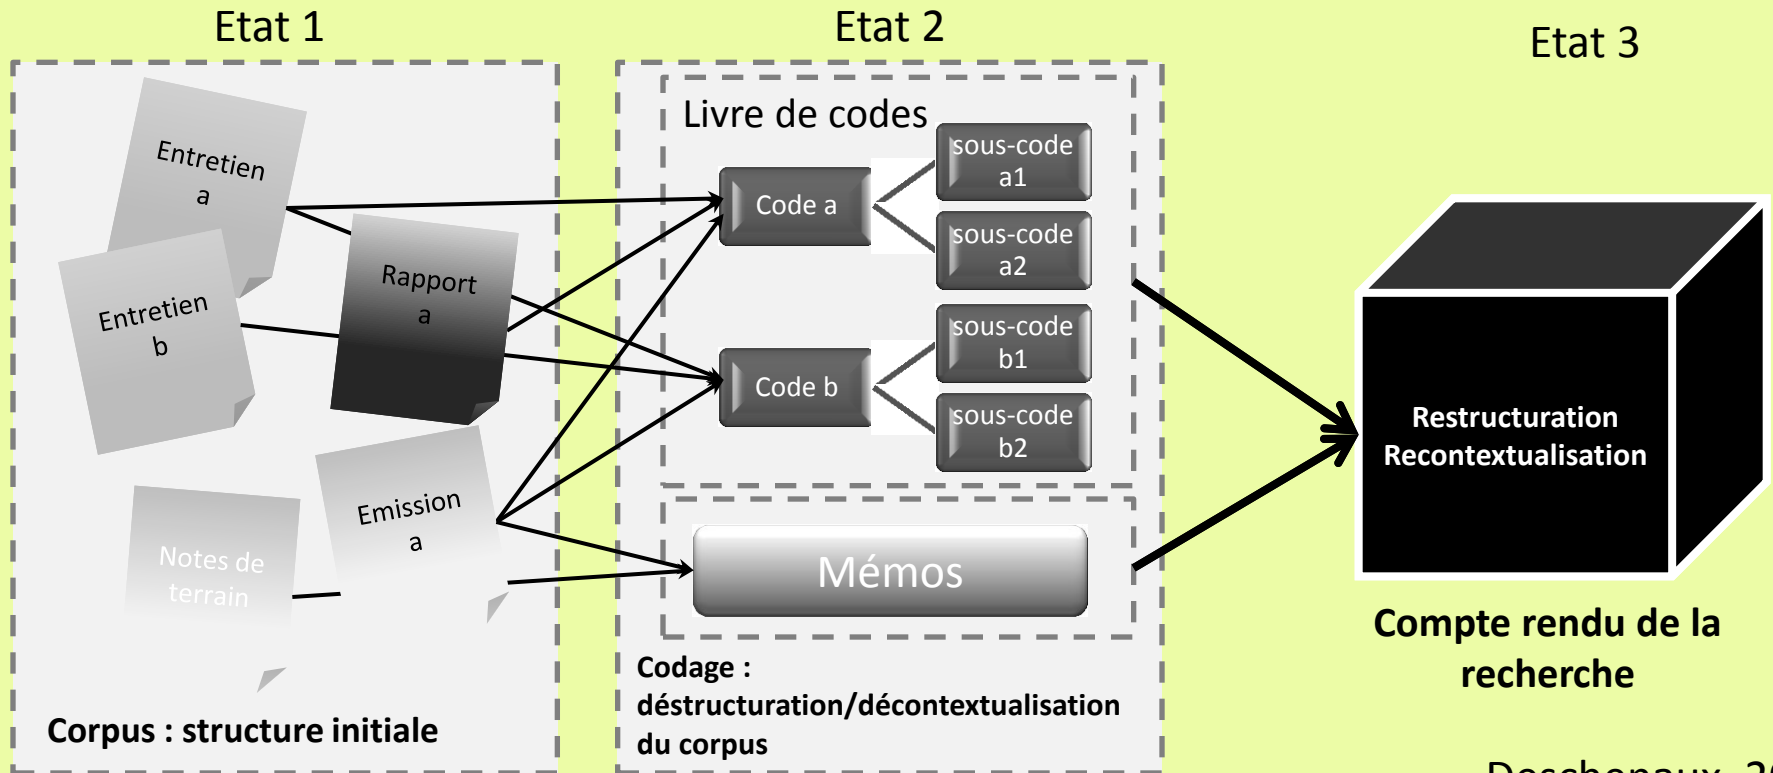 Etat 1
Entretien
a
Entretien
b
Rapport
a
Emission
a
Notes de
terrain
Corpus : structure initiale
Etat 2
Livre de codes
Code a
sous-code
a1
sous-code
a2
Code b
sous-code
b1
sous-code
b2
Mémos
Codage :
déstructuration/décontextualisation
du corpus
Etat 3
Restructuration
Recontextualisation
Compte rendu de la
recherche